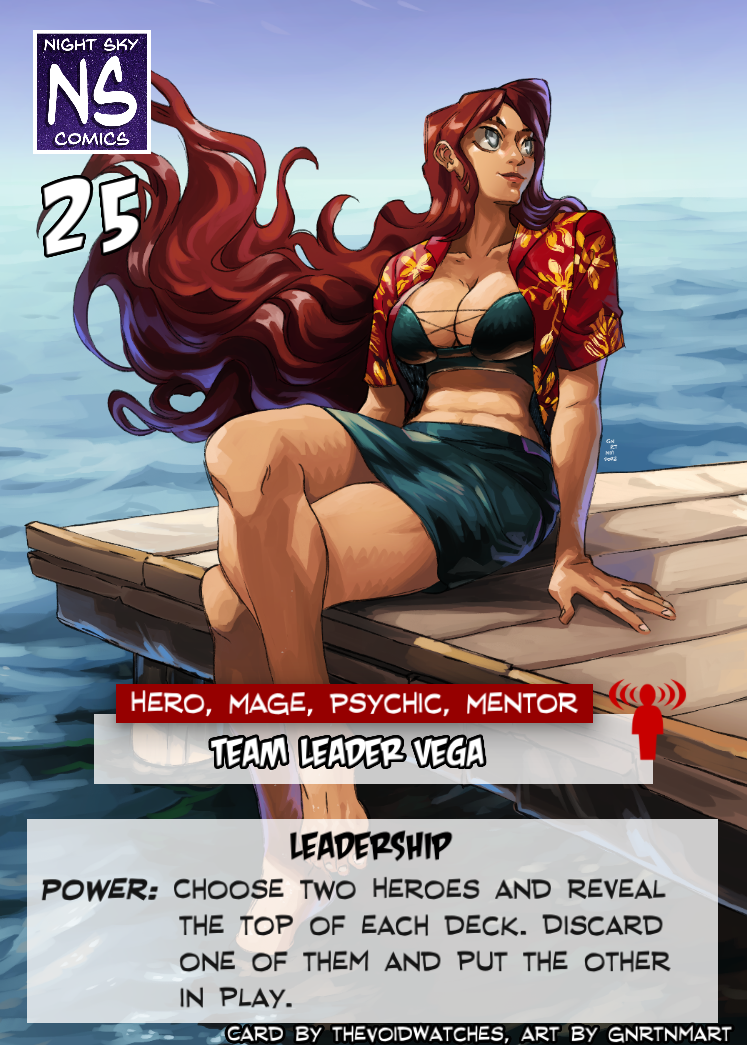 NIGHT SKY
NS
COMICS
25
HERO, MAGE, PSYCHIC, MENTOR
TEAM LEADER VEGA
LEADERSHIP
POWER: CHOOSE TWO HEROES AND REVEAL
THE TOP OF EACH DECK. DISCARD
ONE OF THEM AND PUT THE OTHER
IN PLAY.
CARD BY THEVOIDWATCHES, ART BY GNRTNMART